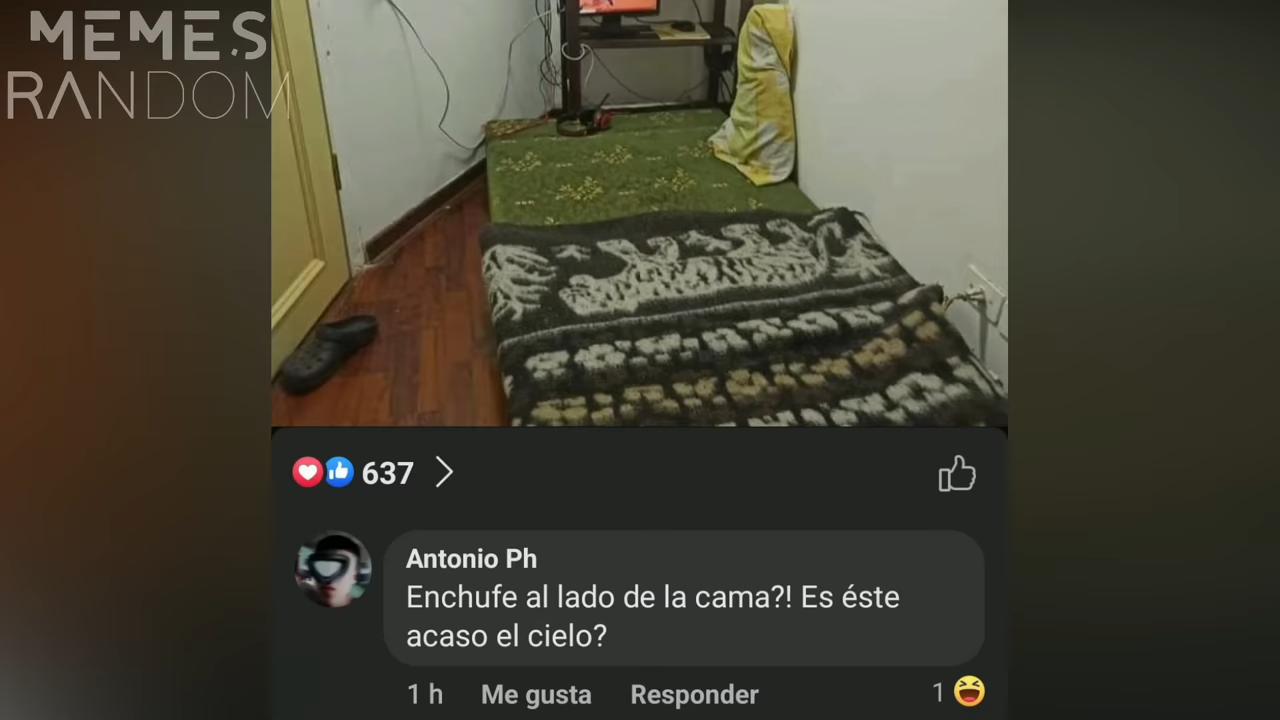 MEMES
RANDOM
637
Antonio Ph
Enchufe al lado de la cama?! Es éste
acaso el cielo?
1 h Me gusta Responder 1